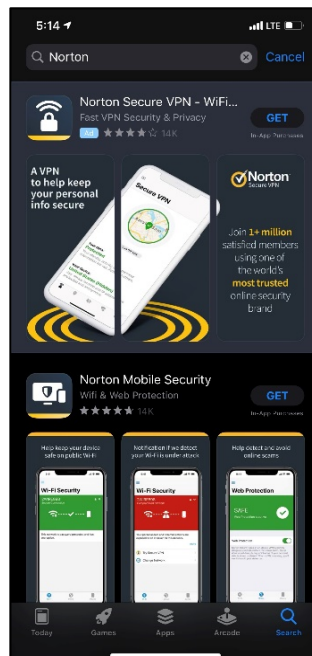 5:14
LTE
Norton
Cancel
Norton Secure VPN – WiFi...
Fast VPN Security & Privacy
Ad ★★★★☆ 14K
GET
In-App Purchases
A VPN
to help keep
your personal
info secure
Secure VPN
Norton
Secure VPN
Join 1+ million
satisfied members
using one of
the world's
most trusted
online security
brand
Norton Mobile Security
Wifi & Web Protection
14K
GET
In-App Purchases
Help keep your device
safe on public Wi-Fi
Wi-Fi Security
Notification if we detect
your Wi-Fi is under attack
Wi-Fi Security
Help detect and avoid
online scams
Web Protection
SAFE
Today
Games
Apps
Arcade
Search